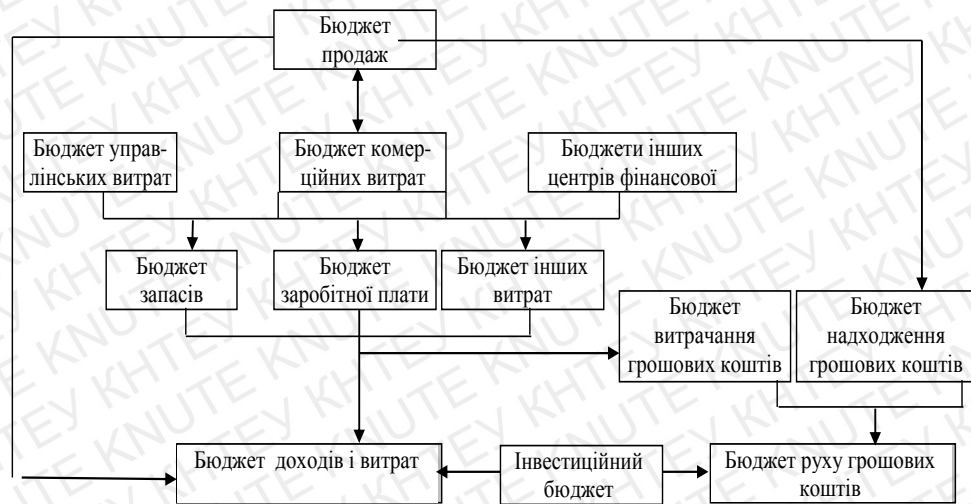 Бюджет
продаж
Бюджет управ-
лінських витрат
Бюджет комер-
ційних витрат
Бюджети інших
центрів фінансової
Бюджет
запасів
Бюджет
заробітної плати
Бюджет інших
витрат
Бюджет
витрачання
грошових коштів
Бюджет
надходження
грошових коштів
Бюджет доходів і витрат
Інвестиційний
бюджет
Бюджет руху грошових
коштів